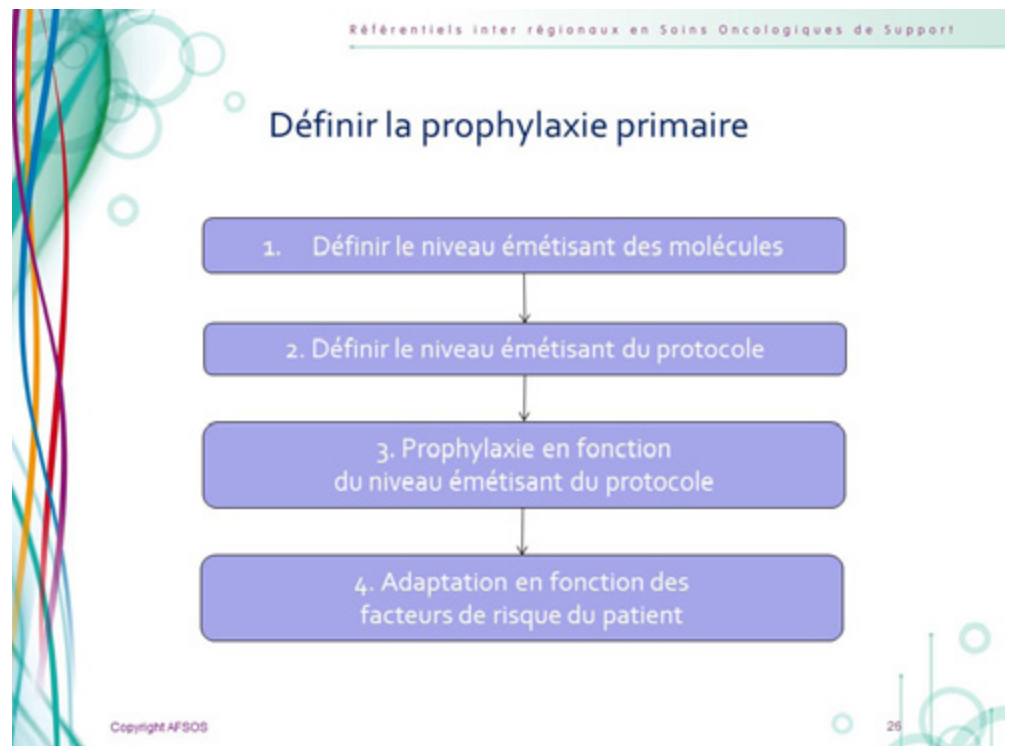 Référentiels inter régionaux en Soins Oncologiques de Support
Définir la prophylaxie primaire
1. Définir le niveau émétisant des molécules
2. Définir le niveau émétisant du protocole
3. Prophylaxie en fonction
du niveau émétisant du protocole
4. Adaptation en fonction des
facteurs de risque du patient
Copyright AFSOS
26